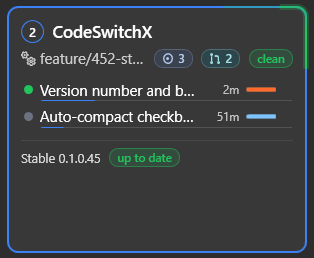 2 CodeSwitchX
feature/452-st... 3 2 clean
Version number and b... 2m
Auto-compact checkb... 51m
Stable 0.1.0.45 up to date